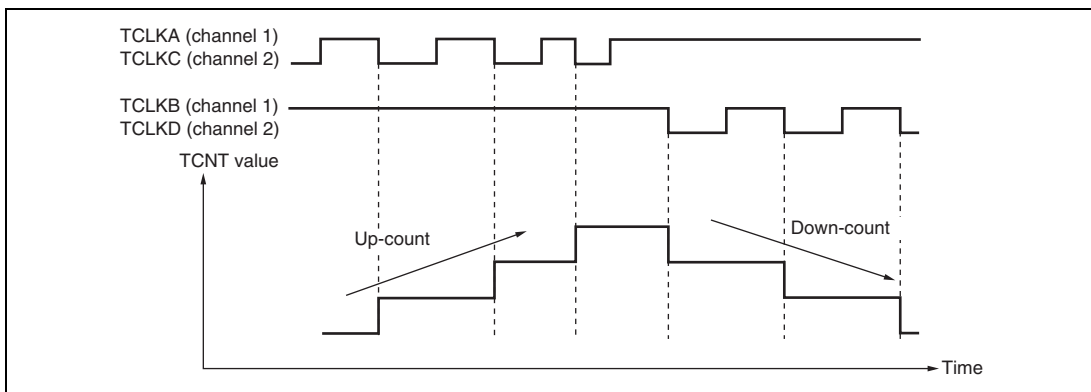 TCLKA (channel 1)
TCLKC (channel 2)
TCLKB (channel 1)
TCLKD (channel 2)
TCNT value
Up-count
Down-count
Time